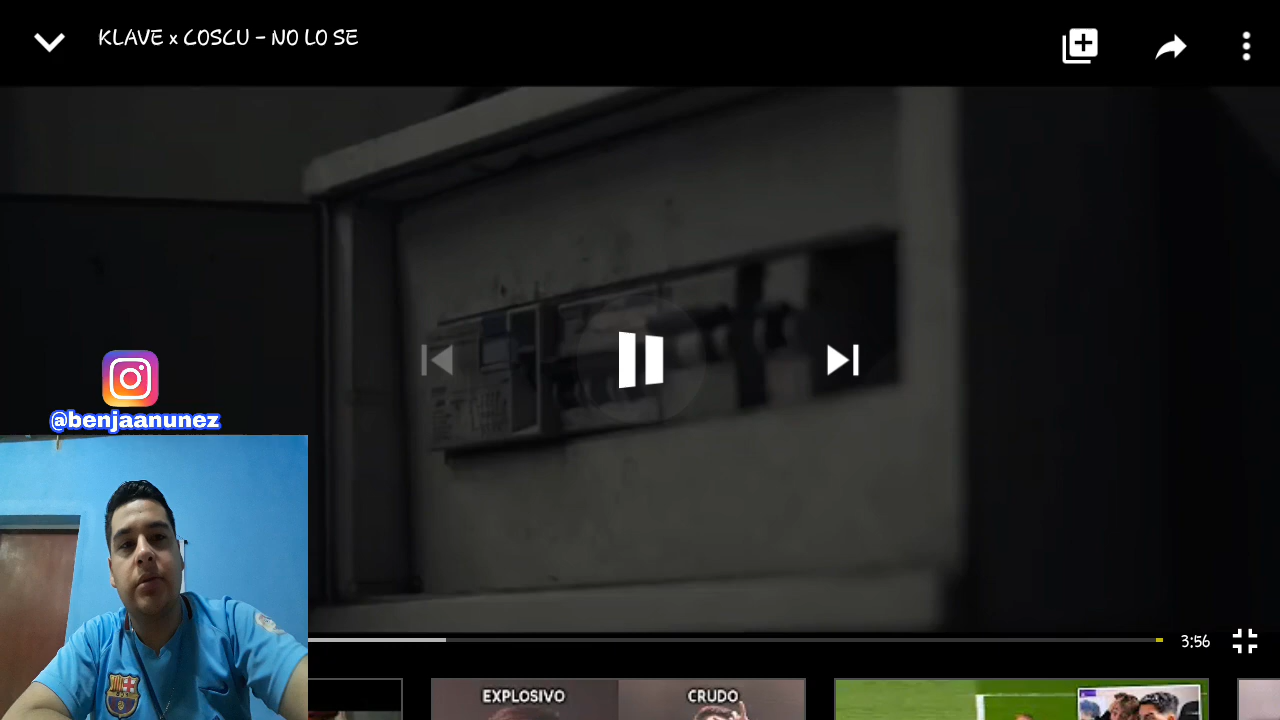 KLAVE x COSCU - NO LO SE
@benjaanunez
3:56
EXPLOSIVO
CRUDO